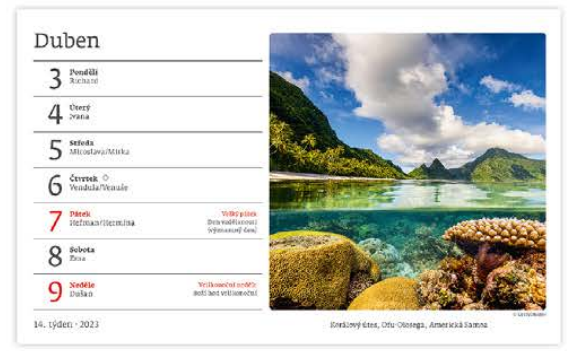 Duben
3 Pondělí
Richard
4 Úterý
Ivana
5 Středa
Miroslava/Mirka
6 Čtvrtek
Vendula/Venuše
7 Pátek Velký pátek
Heřman/Hermína Den vzdělanosti
(významný den)
8 Sobota
Ema
9 Neděle Velikonoční neděle
Dušan Boží hod velikonoční
14. týden · 2023
Korálový útes, Ofu-Olosega, Americká Samoa